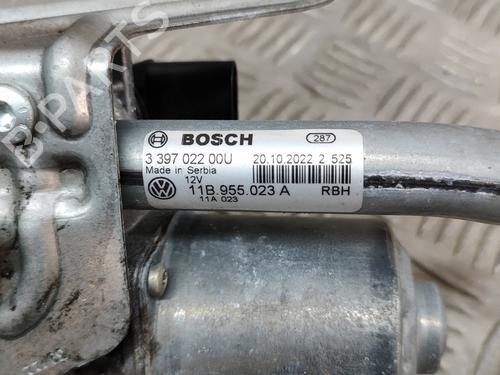 BOSCH 287
3 397 022 00U 20.10.2022 2 525
Made in Serbia
12V
11B.955.023 A RBH
11A 023
B-PARTS